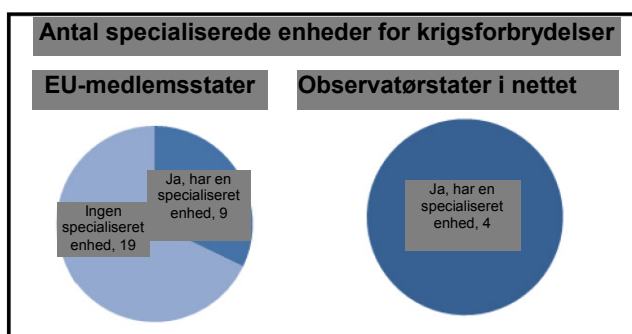 Antal specialiserede enheder for krigsforbrydelser
EU-medlemsstater
Observatørstater i nettet
Ja, har en
specialiseret
enhed, 9
Ingen
specialiseret
enhed, 19
Ja, har en
specialiseret
enhed, 4